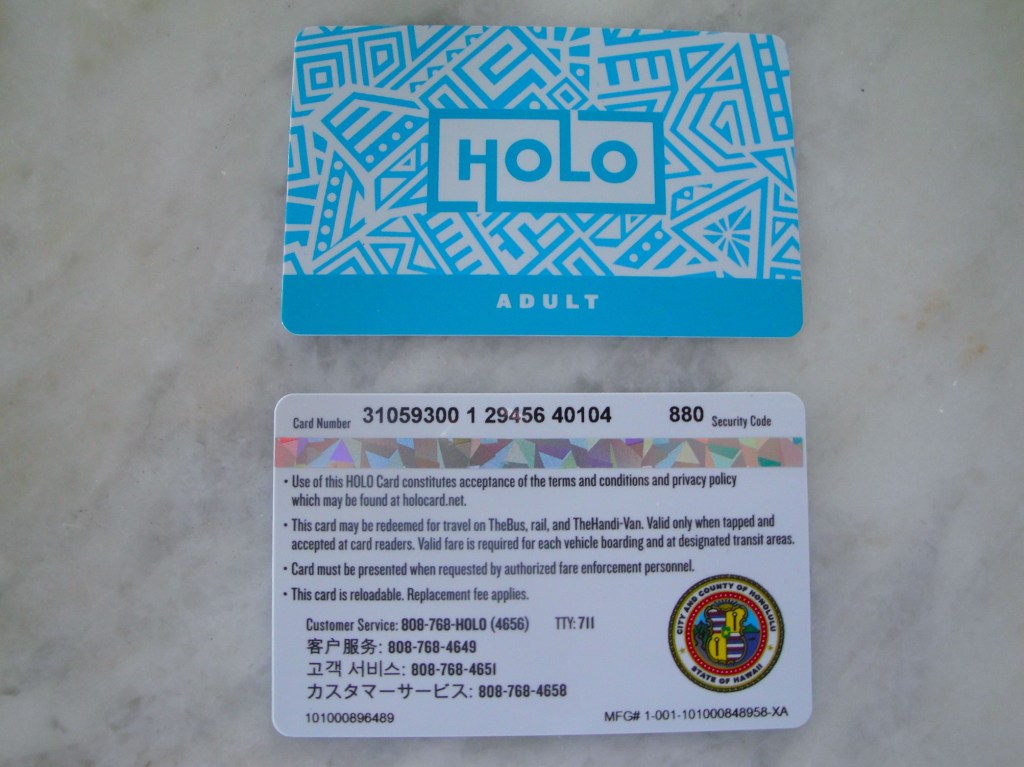 HOLO
ADULT
Card Number 31059300 1 29456 40104 880 Security Code
• Use of this HOLO Card constitutes acceptance of the terms and conditions and privacy policy
which may be found at holocard.net.
• This card may be redeemed for travel on TheBus, rail, and TheHandi-Van. Valid only when tapped and
accepted at card readers. Valid fare is required for each vehicle boarding and at designated transit areas.
• Card must be presented when requested by authorized fare enforcement personnel.
• This card is reloadable. Replacement fee applies.
Customer Service: 808-768-HOLO (4656) TTY: 711
客户服务: 808-768-4649
고객 서비스: 808-768-4651
カスタマーサービス: 808-768-4658
CITY AND COUNTY OF HONOLULU
STATE OF HAWAII
101000896489
MFG# 1-001-101000848958-XA